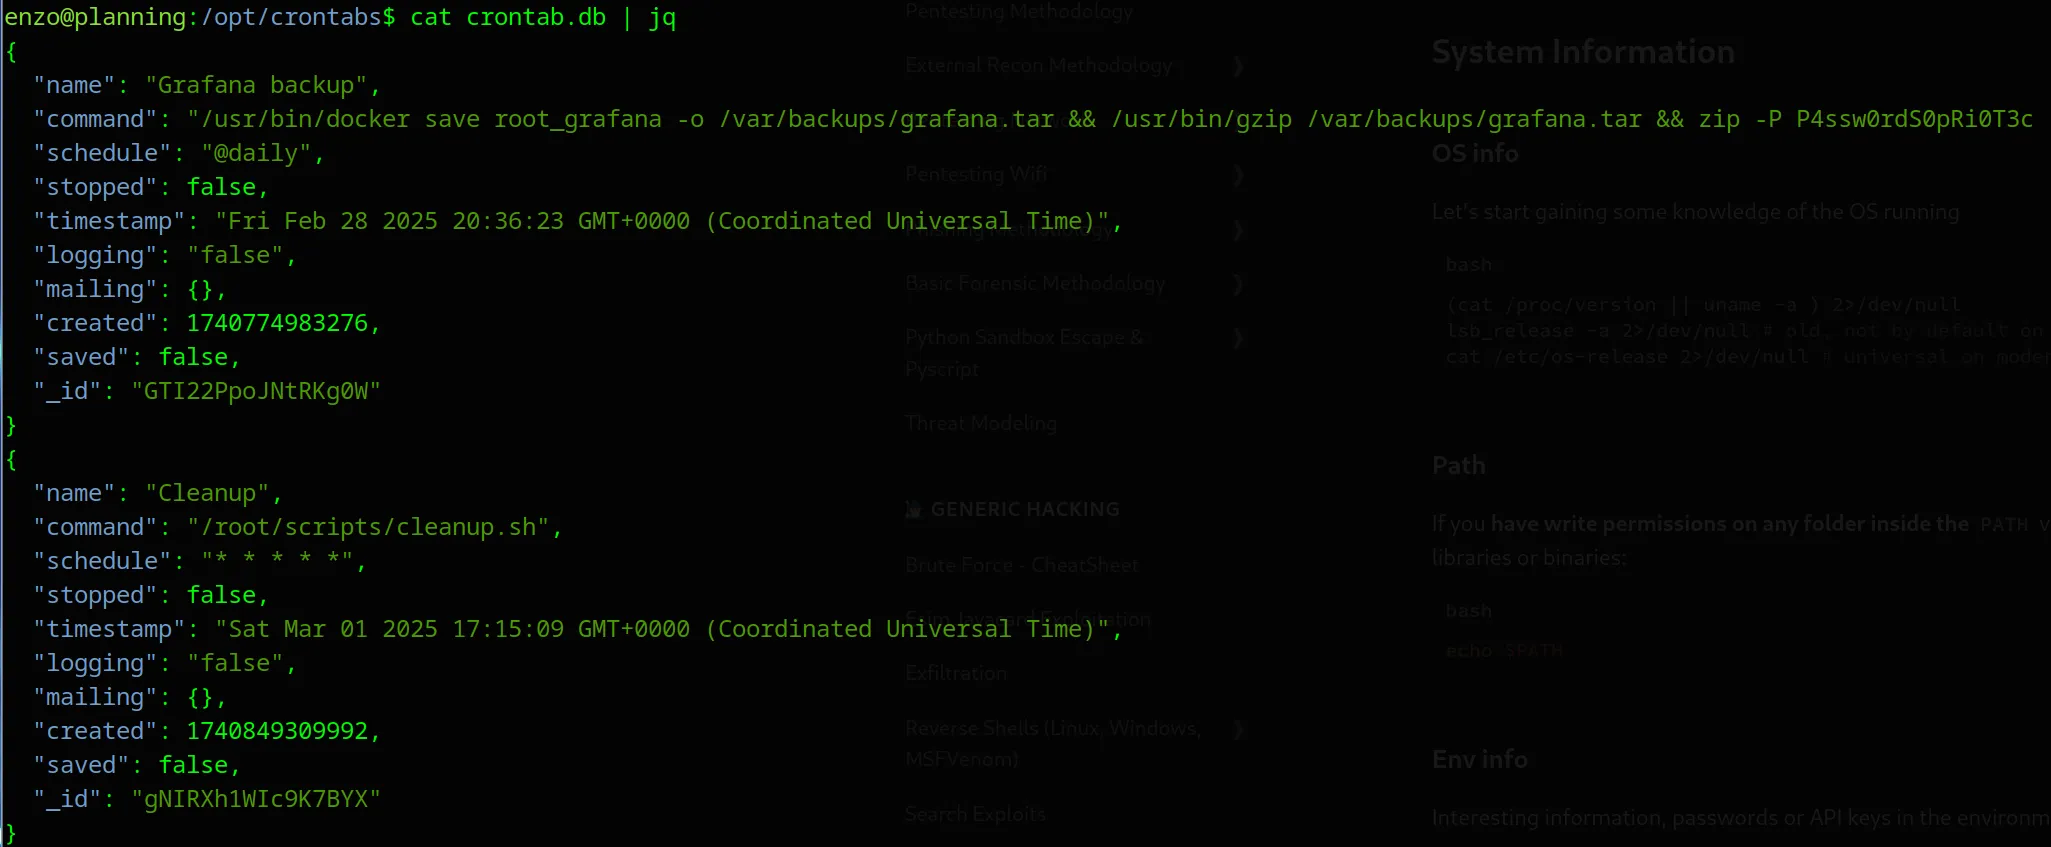 enzo@planning:/opt/crontabs$ cat crontab.db | jq
{
  "name": "Grafana backup",
  "command": "/usr/bin/docker save root_grafana -o /var/backups/grafana.tar && /usr/bin/gzip /var/backups/grafana.tar && zip -P P4ssw0rdS0pRi0T3c
  "schedule": "@daily",
  "stopped": false,
  "timestamp": "Fri Feb 28 2025 20:36:23 GMT+0000 (Coordinated Universal Time)",
  "logging": "false",
  "mailing": {},
  "created": 1740774983276,
  "saved": false,
  "_id": "GTI22PpoJNtRKg0W"
}
{
  "name": "Cleanup",
  "command": "/root/scripts/cleanup.sh",
  "schedule": "* * * * *",
  "stopped": false,
  "timestamp": "Sat Mar 01 2025 17:15:09 GMT+0000 (Coordinated Universal Time)",
  "logging": "false",
  "mailing": {},
  "created": 1740849309992,
  "saved": false,
  "_id": "gNIRXh1WIc9K7BYX"
}
Pentesting Methodology
External Recon Methodology
Pentesting Wifi
Phishing Methodology
Basic Forensic Methodology
Python Sandbox Escape &
Pyscript
Threat Modeling
GENERIC HACKING
Brute Force - CheatSheet
Exploitation
Exfiltration
Reverse Shells (Linux, Windows,
MSFVenom)
Search Exploits
System Information
OS info
Let's start gaining some knowledge of the OS running
bash
(cat /proc/version || uname -a ) 2>/dev/null
lsb_release -a 2>/dev/null # old, not by default on
cat /etc/os-release 2>/dev/null # universal on mode
Path
If you have write permissions on any folder inside the PATH v
libraries or binaries:
bash
echo $PATH
Env info
Interesting information, passwords or API keys in the environm